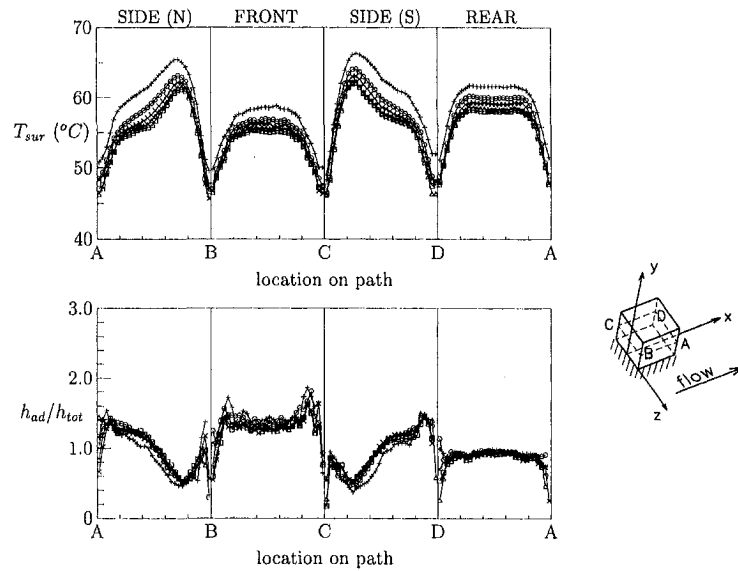 SIDE (N) FRONT SIDE (S) REAR
70
60
T_sur (°C)
50
40
A B C D A
location on path
3.0
2.0
h_ad/h_tot
1.0
0
A B C D A
location on path
y
C D x
B A
flow
z